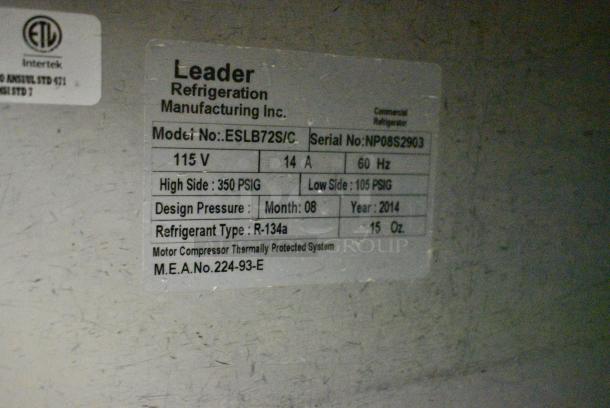 ETL
Intertek
O ANSI/UL STD 471
NSI STD 7
Leader
Refrigeration
Manufacturing Inc.
Commercial
Refrigerator
Model No:.ESLB72S/C Serial No:NP08S2903
115 V 14 A 60 Hz
High Side : 350 PSIG Low Side : 105 PSIG
Design Pressure : Month: 08 Year : 2014
Refrigerant Type : R-134a .15 Oz.
GROUP
Motor Compressor Thermally Protected System
M.E.A.No.224-93-E